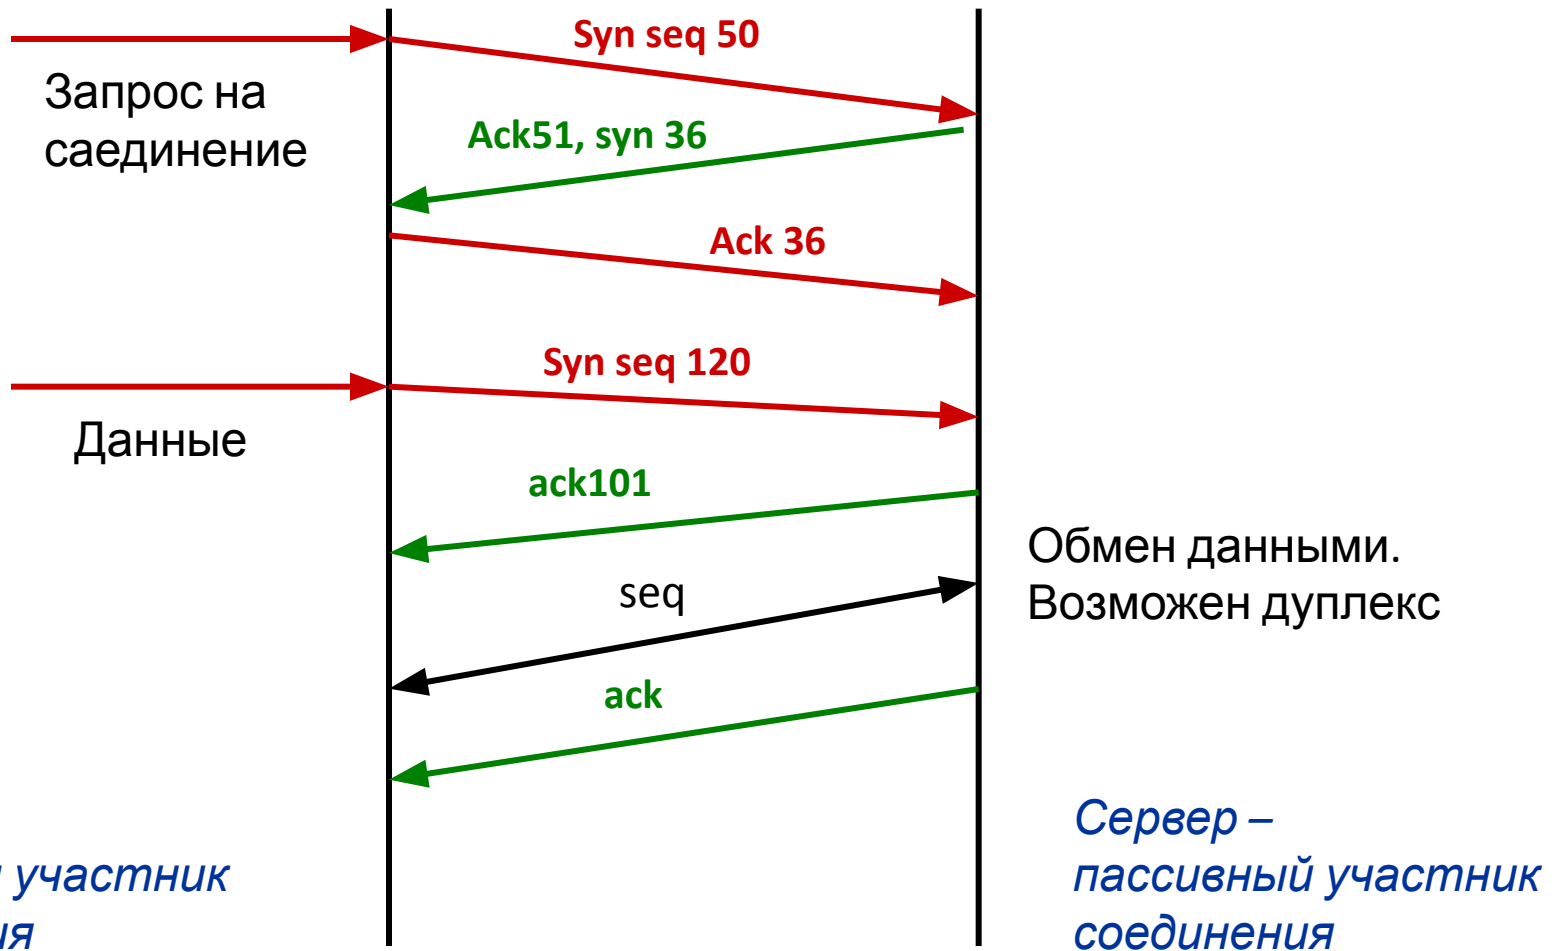 Syn seq 50
Запрос на
саединение
Ack51, syn 36
Ack 36
Syn seq 120
Данные
ack101
Обмен данными.
Возможен дуплекс
seq
ack
Сервер –
пассивный участник
соединения
участник